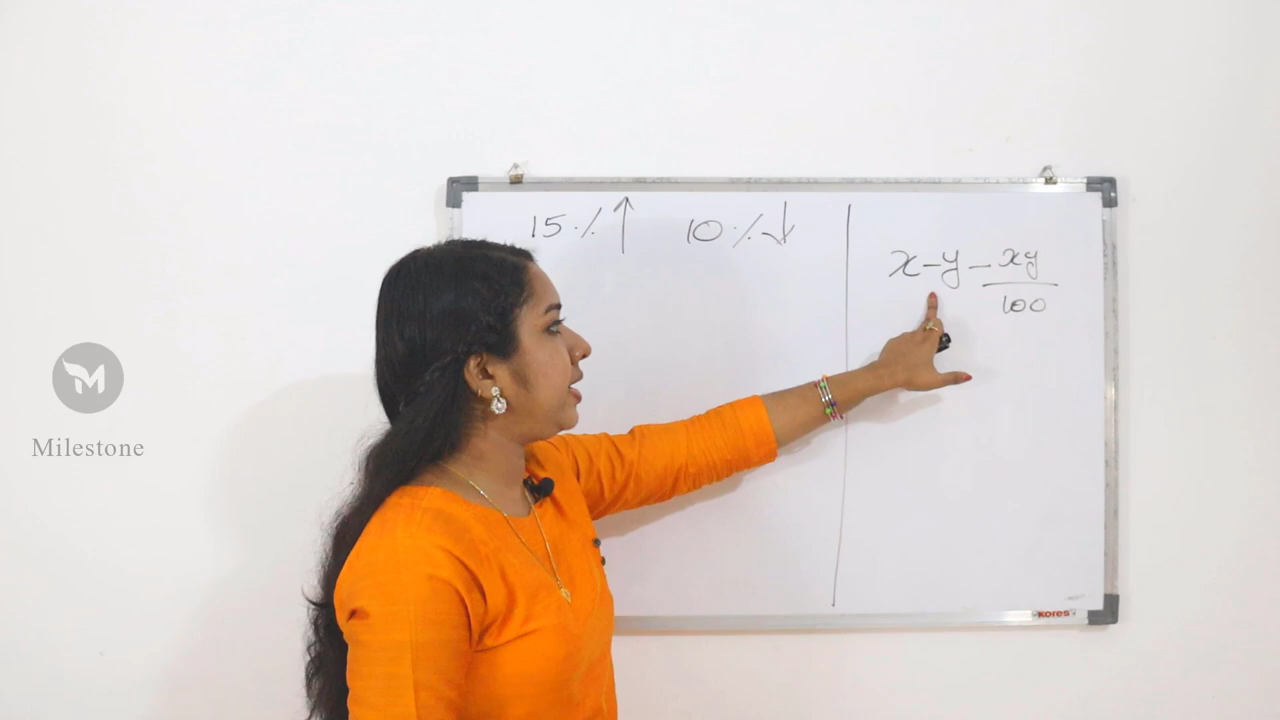 15 % ↑ 10 % ↓
x - y - xy
100
Milestone
KORES